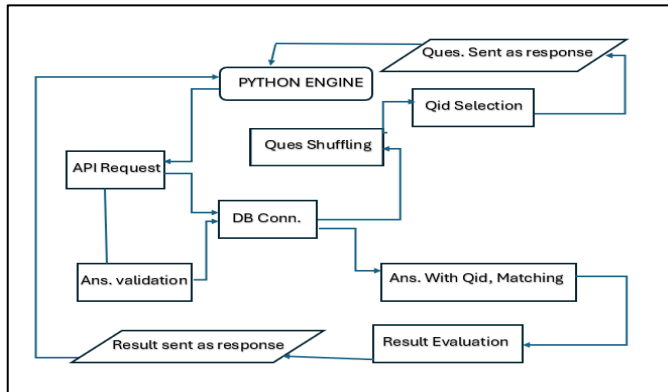 Ques. Sent as response
PYTHON ENGINE
Qid Selection
Ques Shuffling
API Request
DB Conn.
Ans. validation
Ans. With Qid, Matching
Result sent as response
Result Evaluation